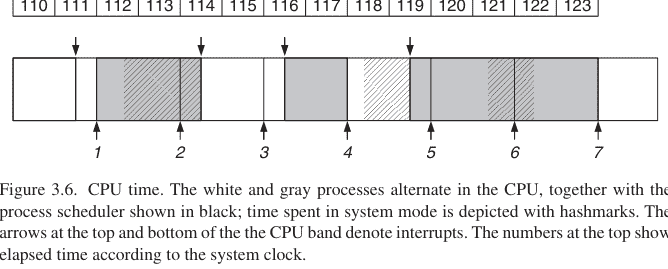 110 111 112 113 114 115 116 117 118 119 120 121 122 123
1 2 3 4 5 6 7
Figure 3.6. CPU time. The white and gray processes alternate in the CPU, together with the
process scheduler shown in black; time spent in system mode is depicted with hashmarks. The
arrows at the top and bottom of the the CPU band denote interrupts. The numbers at the top show
elapsed time according to the system clock.